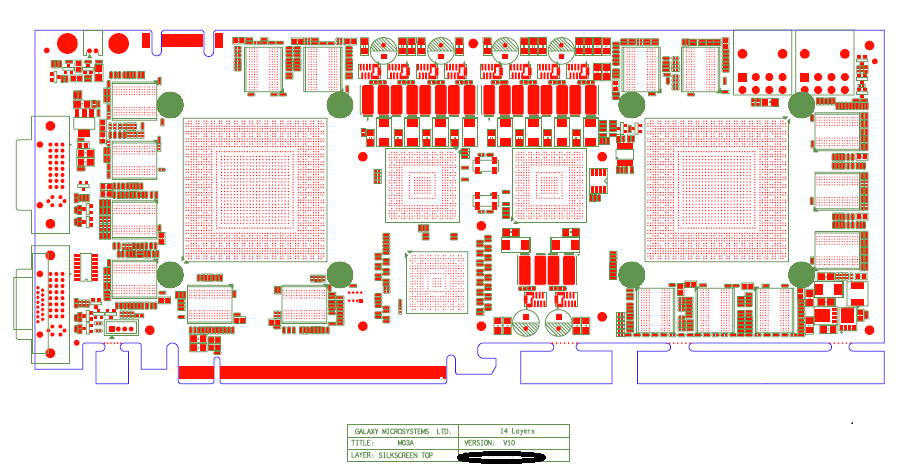 GALAXY MICROSYSTEMS LTD. 14 Layers
TITLE: M03A VERSION: V10
LAYER: SILKSCREEN TOP